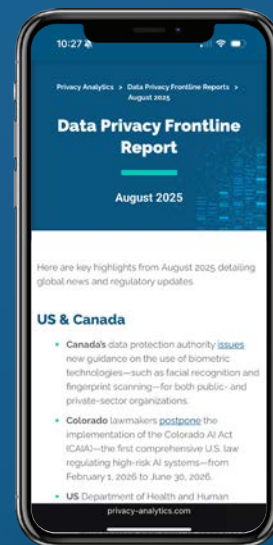 10:27
Privacy Analytics > Data Privacy Frontline Reports >
August 2025
Data Privacy Frontline
Report
August 2025
Here are key highlights from August 2025 detailing
global news and regulatory updates.
US & Canada
• Canada's data protection authority issues
new guidance on the use of biometric
technologies—such as facial recognition and
fingerprint scanning—for both public- and
private-sector organizations.
• Colorado lawmakers postpone the
implementation of the Colorado AI Act
(CAIA)—the first comprehensive U.S. law
regulating high-risk AI systems—from
February 1, 2026 to June 30, 2026.
• US Department of Health and Human
privacy-analytics.com